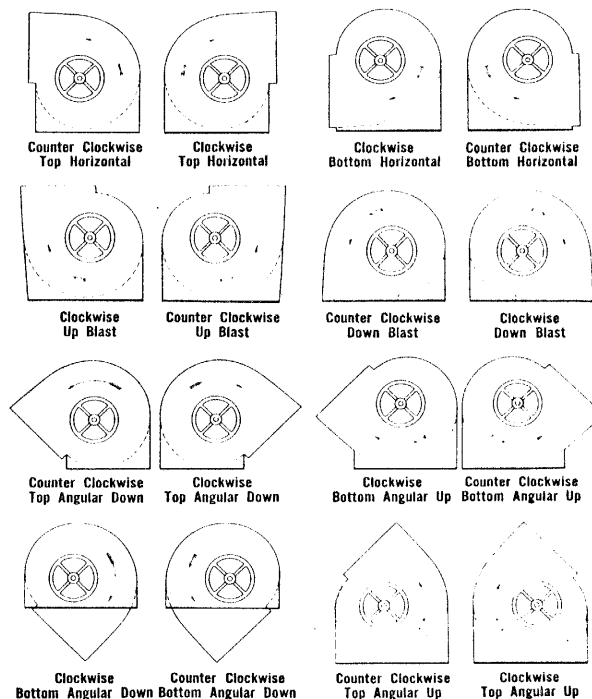 Counter Clockwise
Top Horizontal
Clockwise
Top Horizontal
Clockwise
Bottom Horizontal
Counter Clockwise
Bottom Horizontal
Clockwise
Up Blast
Counter Clockwise
Up Blast
Counter Clockwise
Down Blast
Clockwise
Down Blast
Counter Clockwise
Top Angular Down
Clockwise
Top Angular Down
Clockwise
Bottom Angular Up
Counter Clockwise
Bottom Angular Up
Clockwise
Bottom Angular Down
Counter Clockwise
Bottom Angular Down
Counter Clockwise
Top Angular Up
Clockwise
Top Angular Up